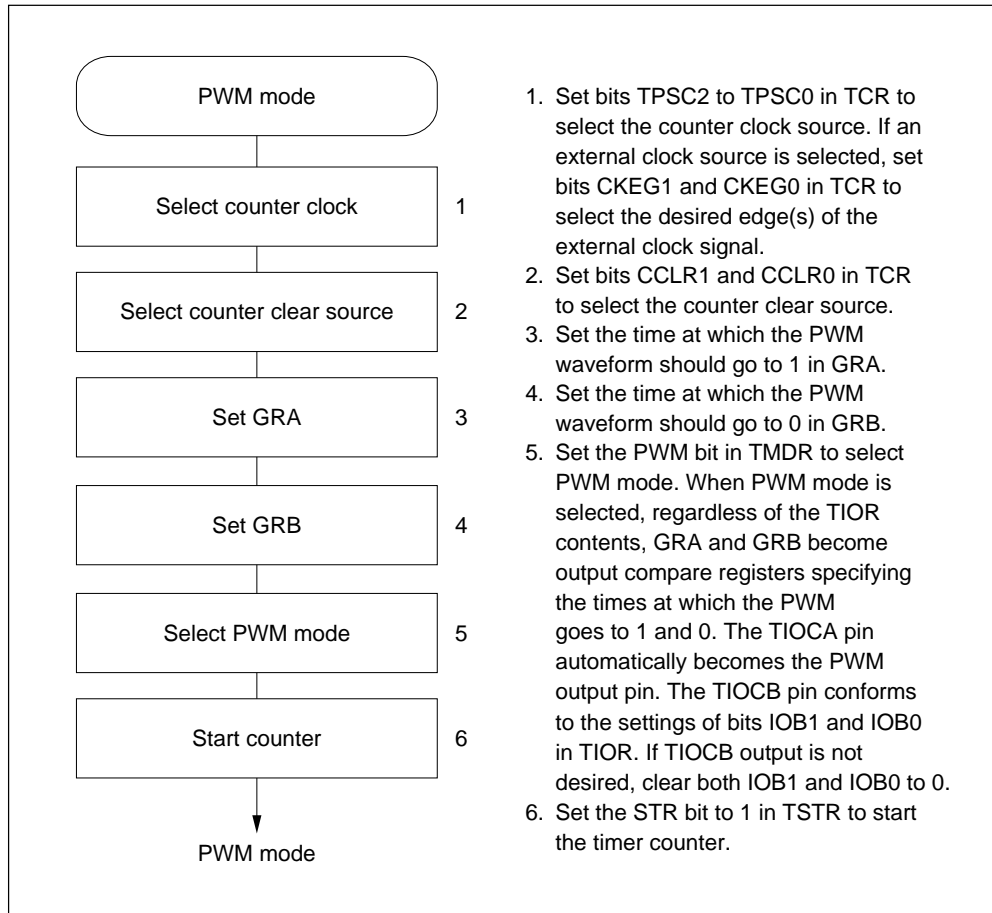 PWM mode
Select counter clock
1
Select counter clear source
2
Set GRA
3
Set GRB
4
Select PWM mode
5
Start counter
6
PWM mode
1. Set bits TPSC2 to TPSC0 in TCR to
select the counter clock source. If an
external clock source is selected, set
bits CKEG1 and CKEG0 in TCR to
select the desired edge(s) of the
external clock signal.
2. Set bits CCLR1 and CCLR0 in TCR
to select the counter clear source.
3. Set the time at which the PWM
waveform should go to 1 in GRA.
4. Set the time at which the PWM
waveform should go to 0 in GRB.
5. Set the PWM bit in TMDR to select
PWM mode. When PWM mode is
selected, regardless of the TIOR
contents, GRA and GRB become
output compare registers specifying
the times at which the PWM
goes to 1 and 0. The TIOCA pin
automatically becomes the PWM
output pin. The TIOCB pin conforms
to the settings of bits IOB1 and IOB0
in TIOR. If TIOCB output is not
desired, clear both IOB1 and IOB0 to 0.
6. Set the STR bit to 1 in TSTR to start
the timer counter.